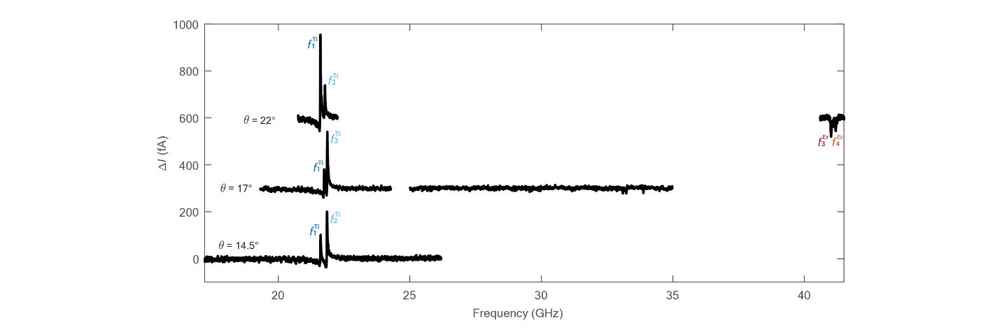 1000
f₁ᵀⁱ
800
f₂ᵀⁱ
600
θ = 22°
f₃ᴱʳ f₄ᴱʳ
f₂ᵀⁱ
ΔI (fA)
400
f₁ᵀⁱ
θ = 17°
200
f₂ᵀⁱ
f₁ᵀⁱ
θ = 14.5°
0
20 25 30 35 40
Frequency (GHz)